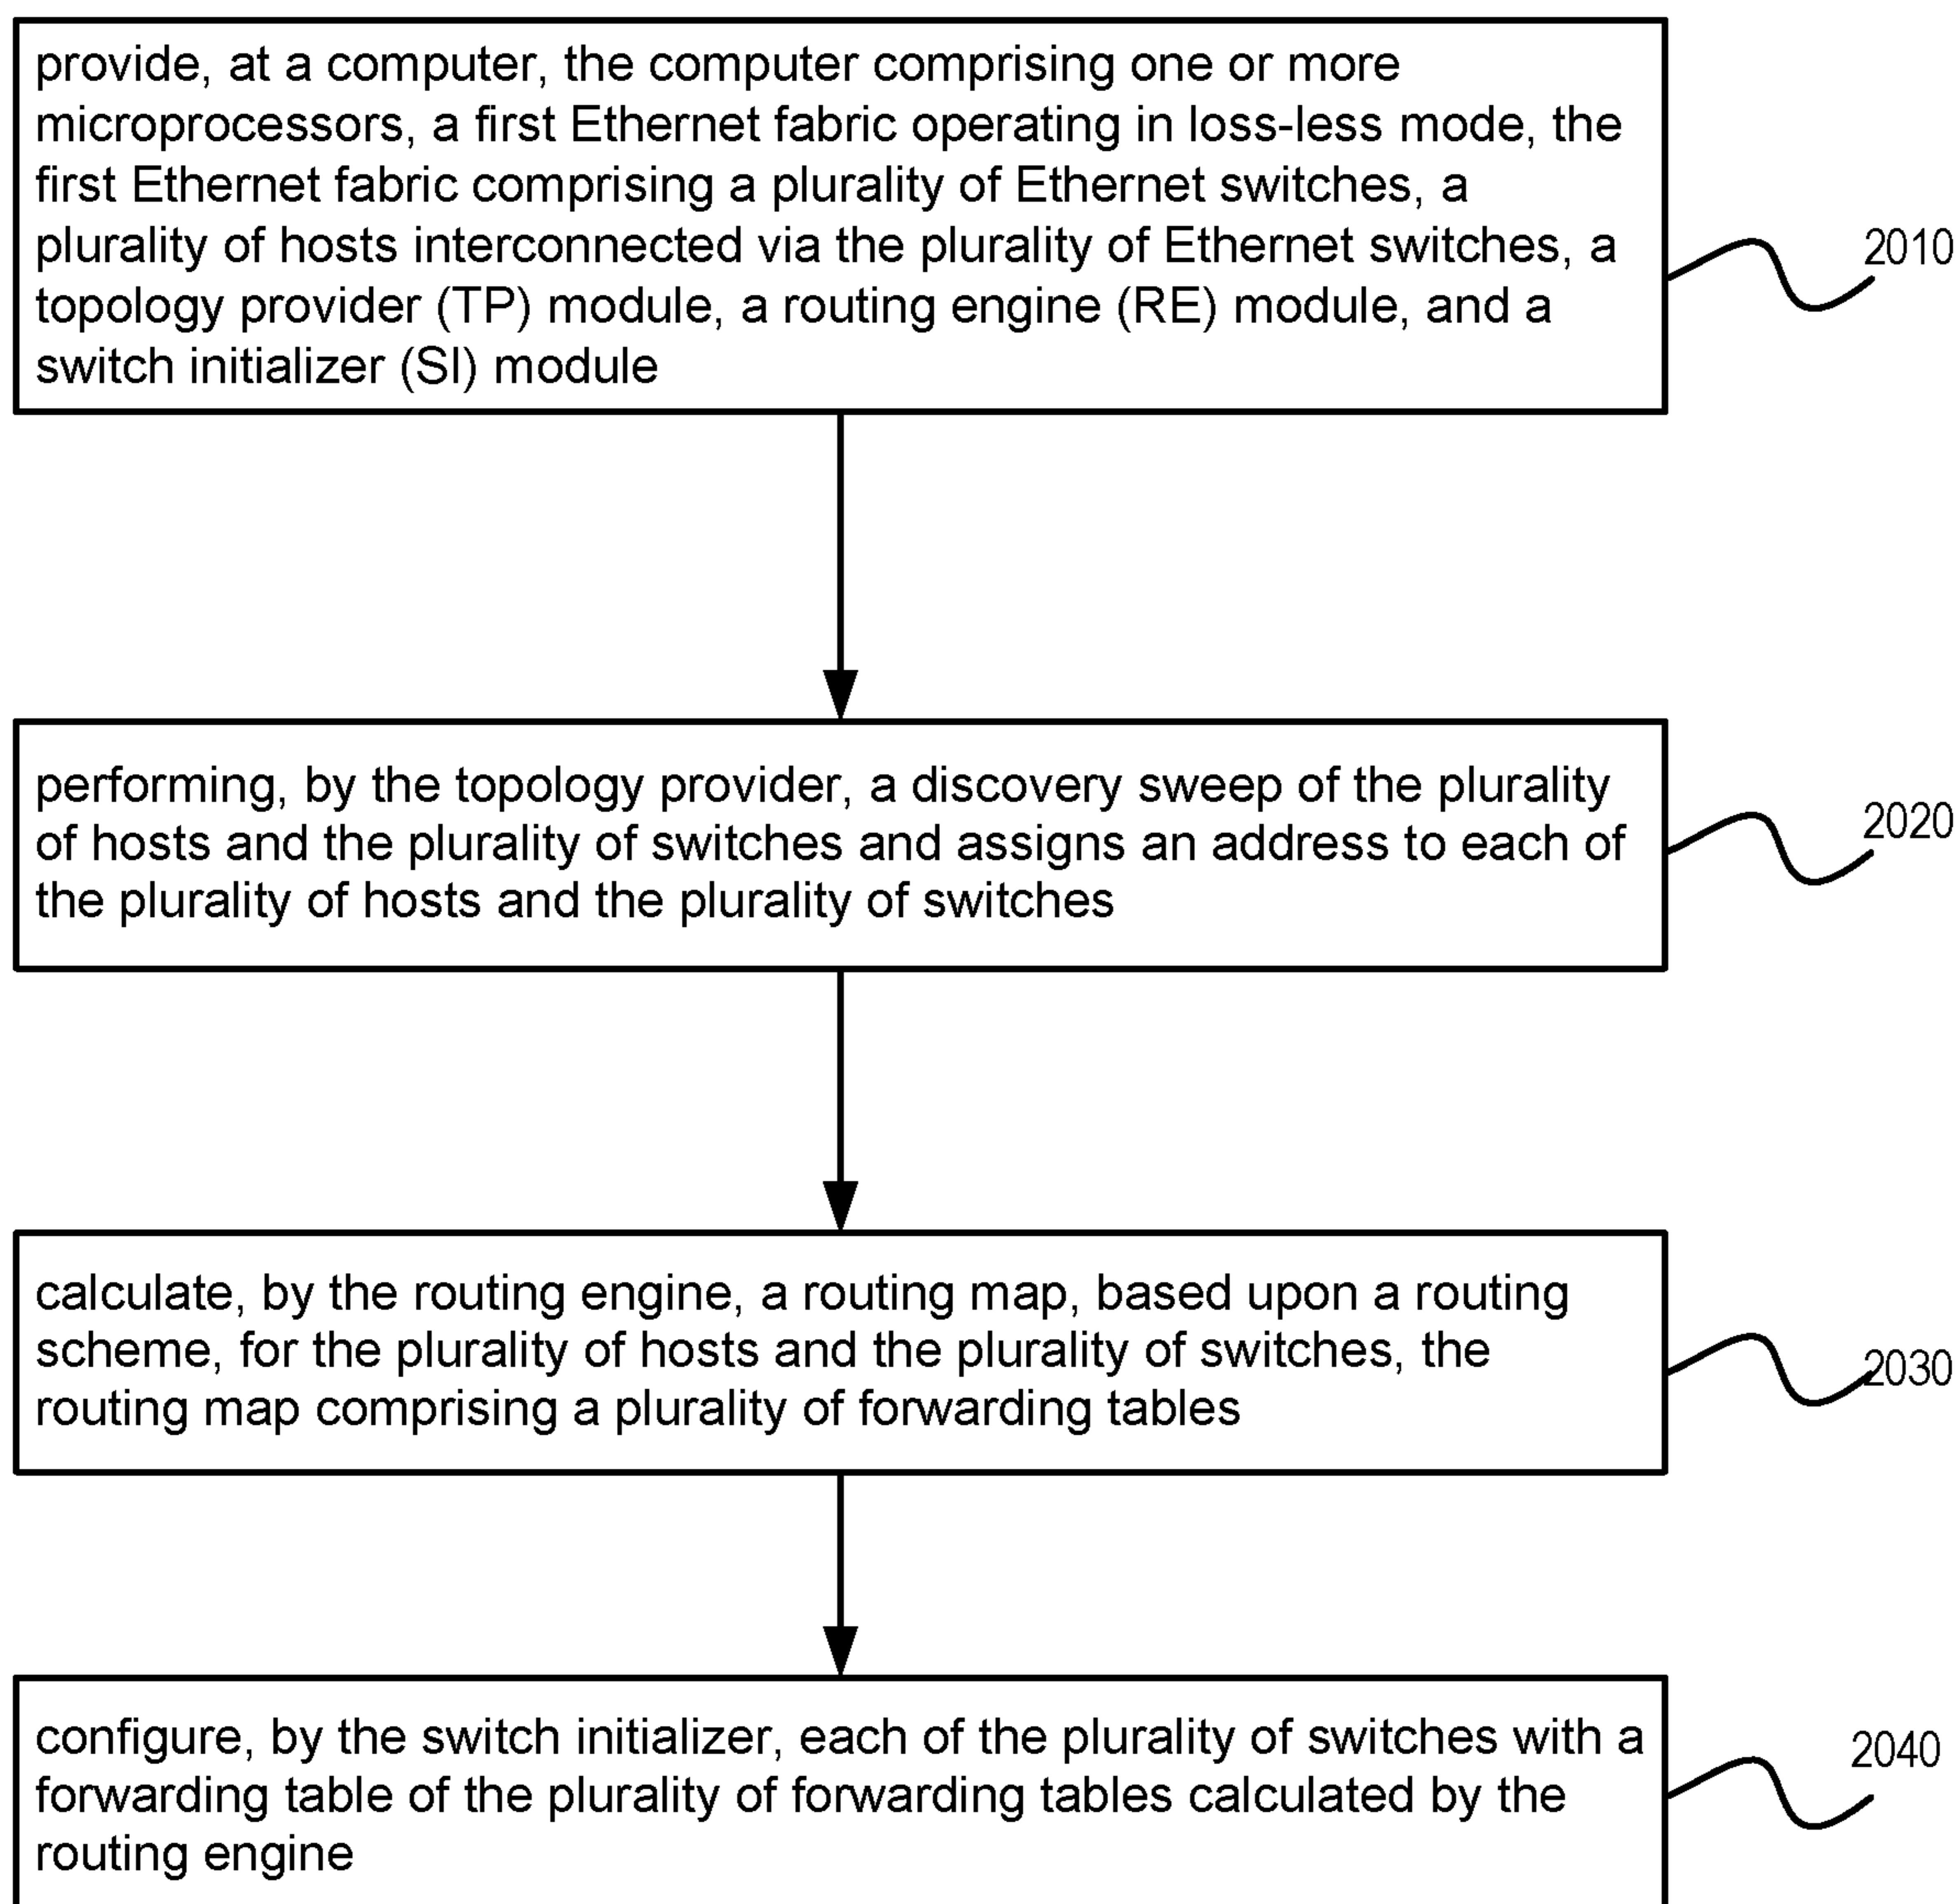 provide, at a computer, the computer comprising one or more
microprocessors, a first Ethernet fabric operating in loss-less mode, the
first Ethernet fabric comprising a plurality of Ethernet switches, a
plurality of hosts interconnected via the plurality of Ethernet switches, a
topology provider (TP) module, a routing engine (RE) module, and a
switch initializer (SI) module
2010
performing, by the topology provider, a discovery sweep of the plurality
of hosts and the plurality of switches and assigns an address to each of
the plurality of hosts and the plurality of switches
2020
calculate, by the routing engine, a routing map, based upon a routing
scheme, for the plurality of hosts and the plurality of switches, the
routing map comprising a plurality of forwarding tables
2030
configure, by the switch initializer, each of the plurality of switches with a
forwarding table of the plurality of forwarding tables calculated by the
routing engine
2040